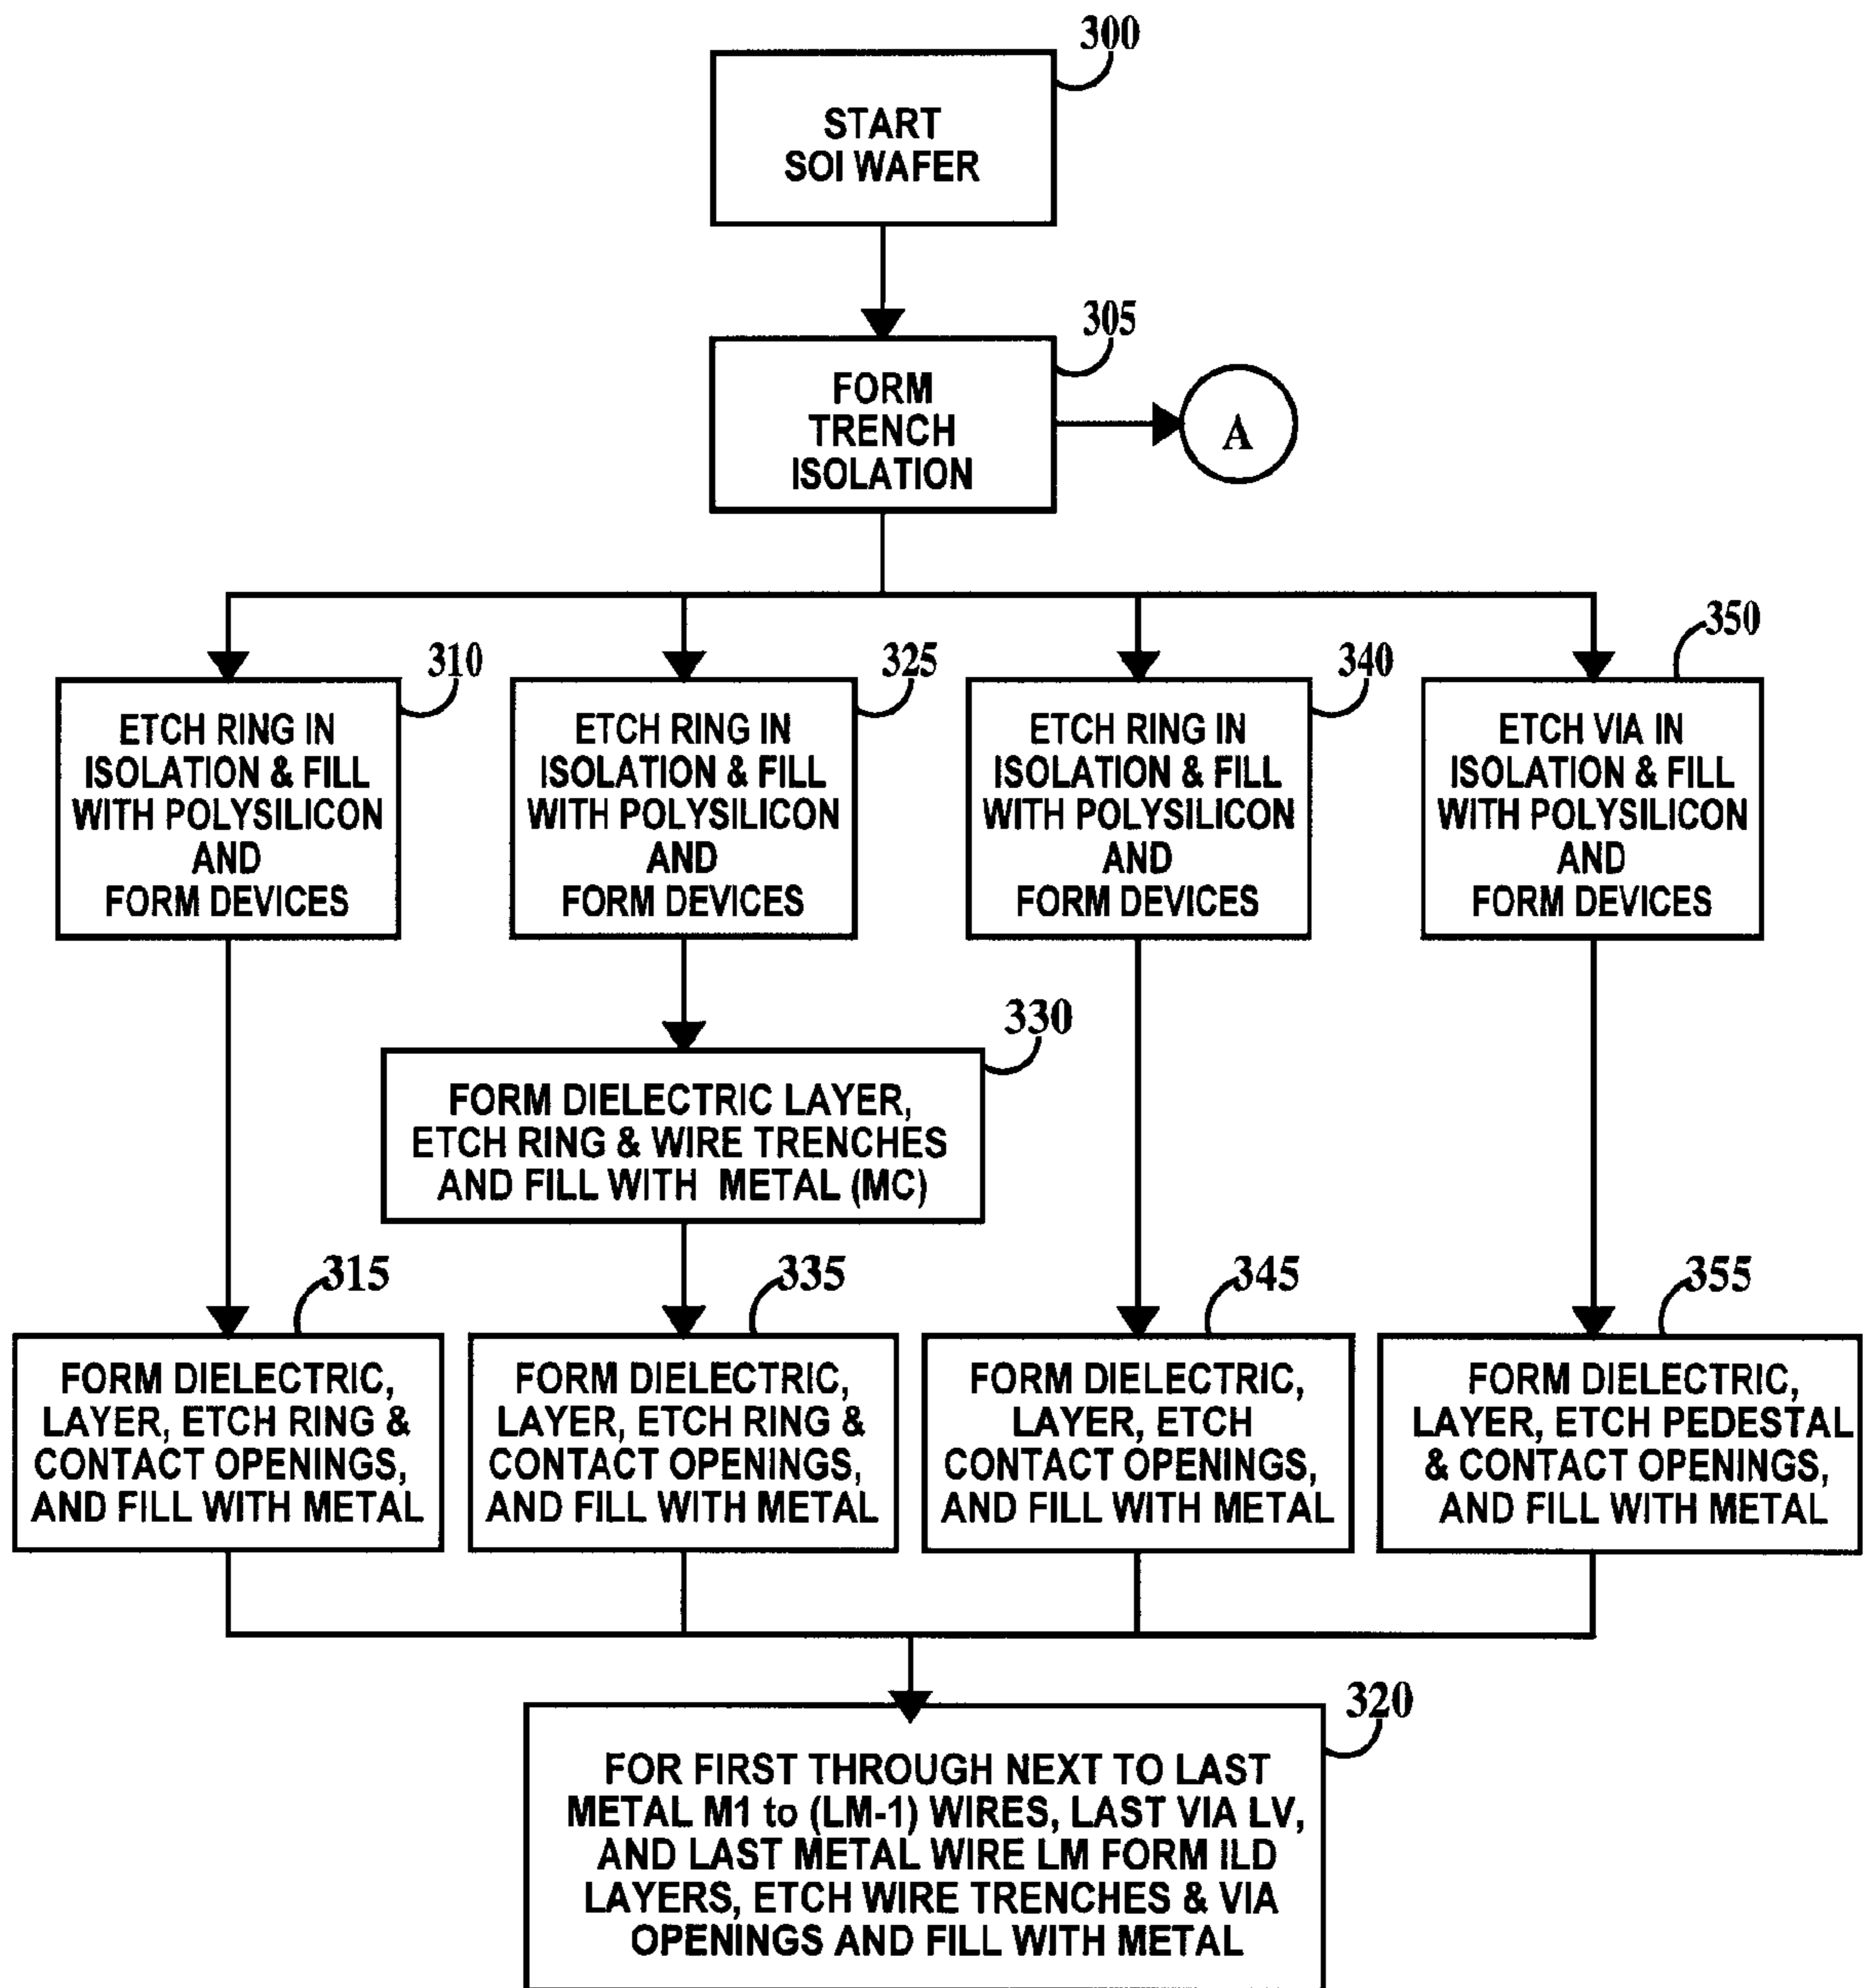 300
START
SOI WAFER
305
FORM
TRENCH
ISOLATION
A
310
ETCH RING IN
ISOLATION & FILL
WITH POLYSILICON
AND
FORM DEVICES
325
ETCH RING IN
ISOLATION & FILL
WITH POLYSILICON
AND
FORM DEVICES
340
ETCH RING IN
ISOLATION & FILL
WITH POLYSILICON
AND
FORM DEVICES
350
ETCH VIA IN
ISOLATION & FILL
WITH POLYSILICON
AND
FORM DEVICES
330
FORM DIELECTRIC LAYER,
ETCH RING & WIRE TRENCHES
AND FILL WITH METAL (MC)
315
FORM DIELECTRIC,
LAYER, ETCH RING &
CONTACT OPENINGS,
AND FILL WITH METAL
335
FORM DIELECTRIC,
LAYER, ETCH RING &
CONTACT OPENINGS,
AND FILL WITH METAL
345
FORM DIELECTRIC,
LAYER, ETCH
CONTACT OPENINGS,
AND FILL WITH METAL
355
FORM DIELECTRIC,
LAYER, ETCH PEDESTAL
& CONTACT OPENINGS,
AND FILL WITH METAL
320
FOR FIRST THROUGH NEXT TO LAST
METAL M1 to (LM-1) WIRES, LAST VIA LV,
AND LAST METAL WIRE LM FORM ILD
LAYERS, ETCH WIRE TRENCHES & VIA
OPENINGS AND FILL WITH METAL